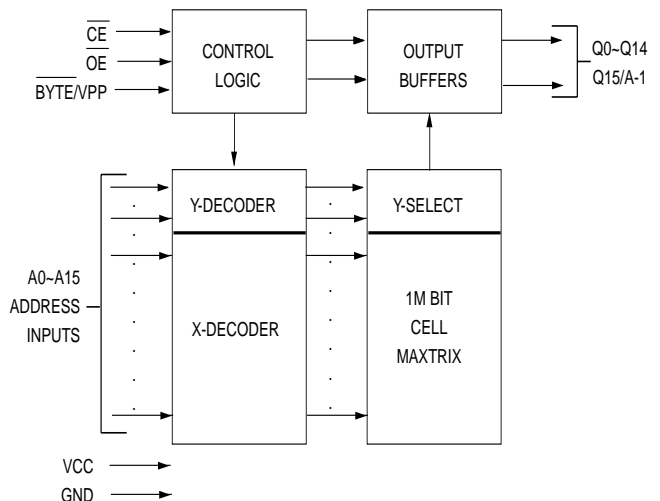 CE
OE
BYTE/VPP
CONTROL
LOGIC
OUTPUT
BUFFERS
Q0~Q14
Q15/A-1
A0~A15
ADDRESS
INPUTS
Y-DECODER
X-DECODER
Y-SELECT
1M BIT
CELL
MAXTRIX
VCC
GND